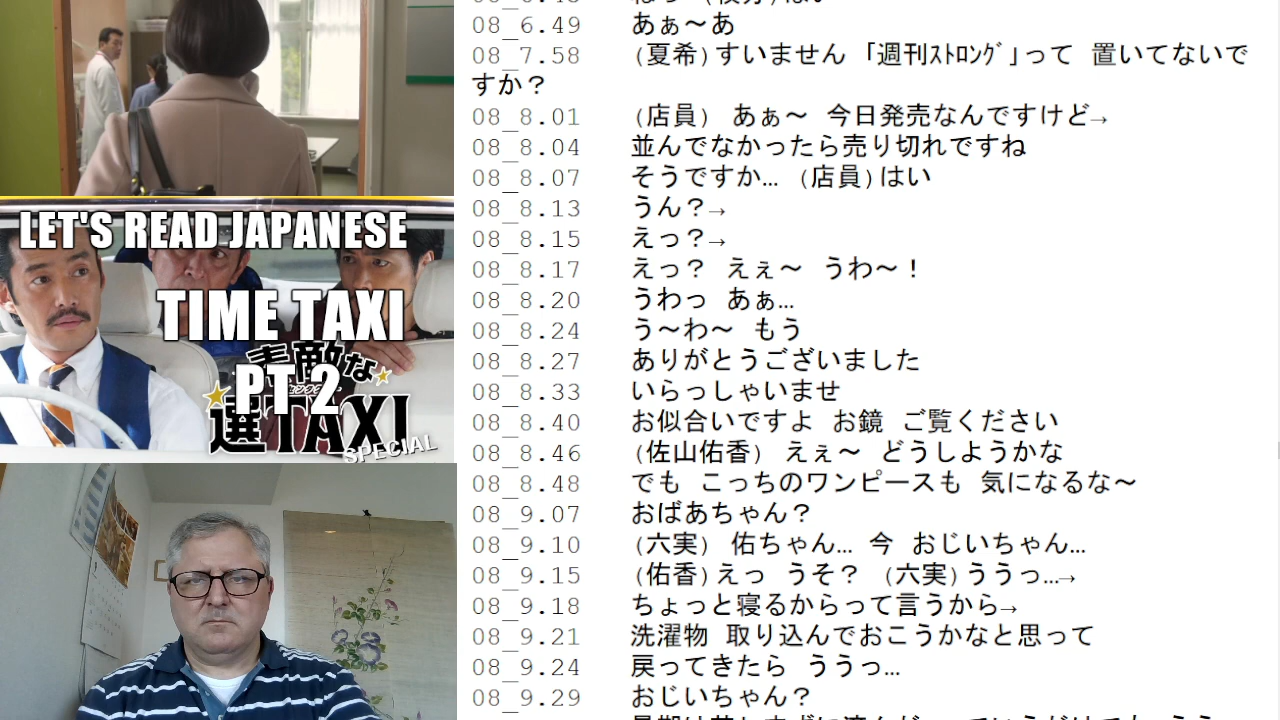 LET'S READ JAPANESE
TIME TAXI
PT 2
素敵な
選TAXI
SPECIAL
08_6.49 あぁ～あ
08_7.58 (夏希)すいません 「週刊ｽﾄﾛﾝｸﾞ」って 置いてないで
すか？
08_8.01 (店員) あぁ～ 今日発売なんですけど→
08_8.04 並んでなかったら売り切れですね
08_8.07 そうですか… (店員)はい
08_8.13 うん？→
08_8.15 えっ？→
08_8.17 えっ？ えぇ～ うわ～！
08_8.20 うわっ あぁ…
08_8.24 う～わ～ もう
08_8.27 ありがとうございました
08_8.33 いらっしゃいませ
08_8.40 お似合いですよ お鏡 ご覧ください
08_8.46 (佐山佑香) えぇ～ どうしようかな
08_8.48 でも こっちのワンピースも 気になるな～
08_9.07 おばあちゃん？
08_9.10 (六実) 佑ちゃん… 今 おじいちゃん…
08_9.15 (佑香)えっ うそ？ (六実)ううっ…→
08_9.18 ちょっと寝るからって言うから→
08_9.21 洗濯物 取り込んでおこうかなと思って
08_9.24 戻ってきたら ううっ…
08_9.29 おじいちゃん？